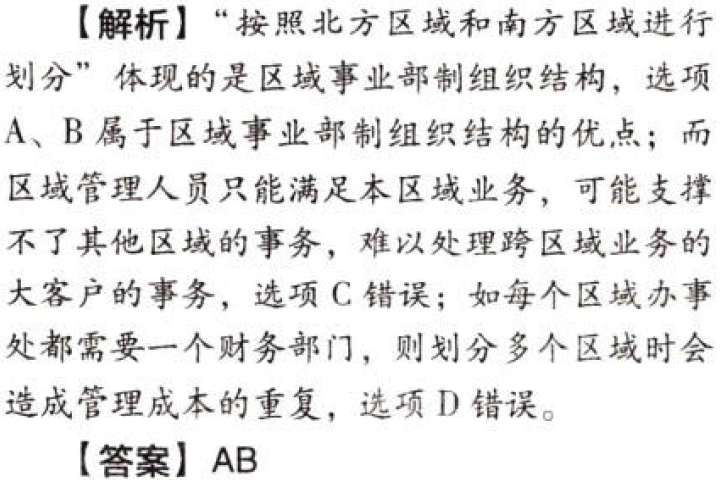 【解析】“按照北方区域和南方区域进行
划分”体现的是区域事业部制组织结构，选项
A、B 属于区域事业部制组织结构的优点；而
区域管理人员只能满足本区域业务，可能支撑
不了其他区域的事务，难以处理跨区域业务的
大客户的事务，选项 C 错误；如每个区域办事
处都需要一个财务部门，则划分多个区域时会
造成管理成本的重复，选项 D 错误。
【答案】AB